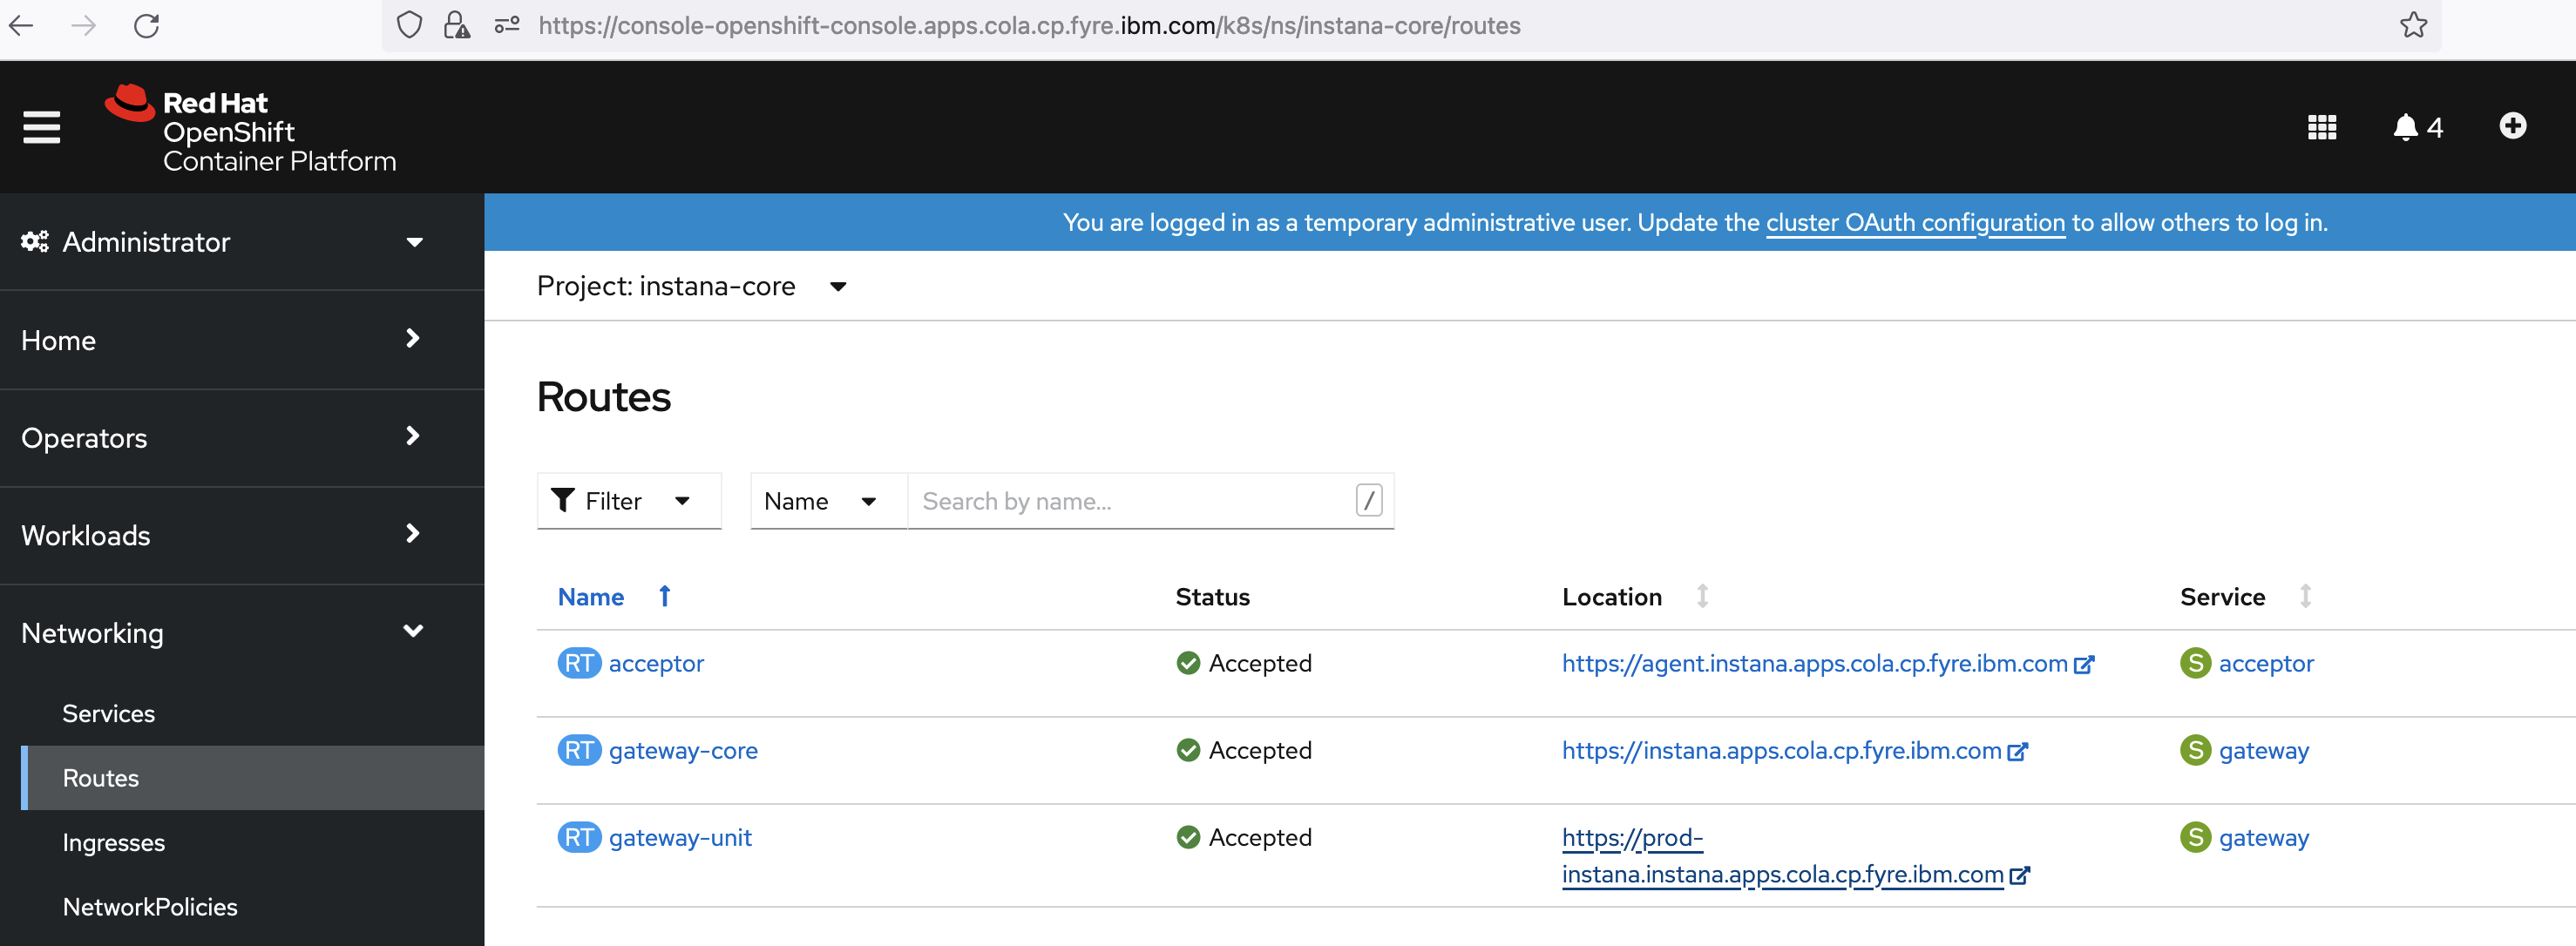 https://console-openshift-console.apps.cola.cp.fyre.ibm.com/k8s/ns/instana-core/routes
Red Hat
OpenShift
Container Platform
4
Administrator
You are logged in as a temporary administrative user. Update the cluster OAuth configuration to allow others to log in.
Project: instana-core
Home
Operators
Workloads
Networking
Services
Routes
Ingresses
NetworkPolicies
Routes
Filter
Name
Search by name...
/
Name
Status
Location
Service
RT acceptor
Accepted
https://agent.instana.apps.cola.cp.fyre.ibm.com
S acceptor
RT gateway-core
Accepted
https://instana.apps.cola.cp.fyre.ibm.com
S gateway
RT gateway-unit
Accepted
https://prod-
instana.instana.apps.cola.cp.fyre.ibm.com
S gateway